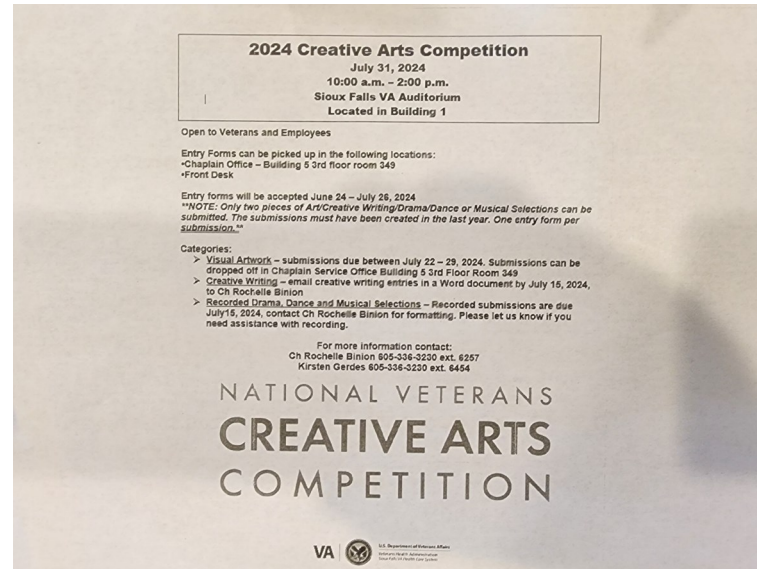 2024 Creative Arts Competition
July 31, 2024
10:00 a.m. – 2:00 p.m.
Sioux Falls VA Auditorium
Located in Building 1
Open to Veterans and Employees
Entry Forms can be picked up in the following locations:
•Chaplain Office – Building 5 3rd floor room 349
•Front Desk
Entry forms will be accepted June 24 – July 26, 2024
**NOTE: Only two pieces of Art/Creative Writing/Drama/Dance or Musical Selections can be
submitted. The submissions must have been created in the last year. One entry form per
submission.**
Categories:
➢ Visual Artwork – submissions due between July 22 – 29, 2024. Submissions can be
dropped off in Chaplain Service Office Building 5 3rd Floor Room 349
➢ Creative Writing – email creative writing entries in a Word document by July 15, 2024,
to Ch Rochelle Binion
➢ Recorded Drama, Dance and Musical Selections – Recorded submissions are due
July15, 2024, contact Ch Rochelle Binion for formatting. Please let us know if you
need assistance with recording.
For more information contact:
Ch Rochelle Binion 605-336-3230 ext. 6257
Kirsten Gerdes 605-336-3230 ext. 6454
NATIONAL VETERANS
CREATIVE ARTS
COMPETITION
VA
U.S. Department of Veterans Affairs
Veterans Health Administration
Sioux Falls VA Health Care System